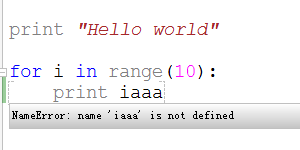 print "Hello world"
for i in range(10):
    print iaaa
NameError: name 'iaaa' is not defined